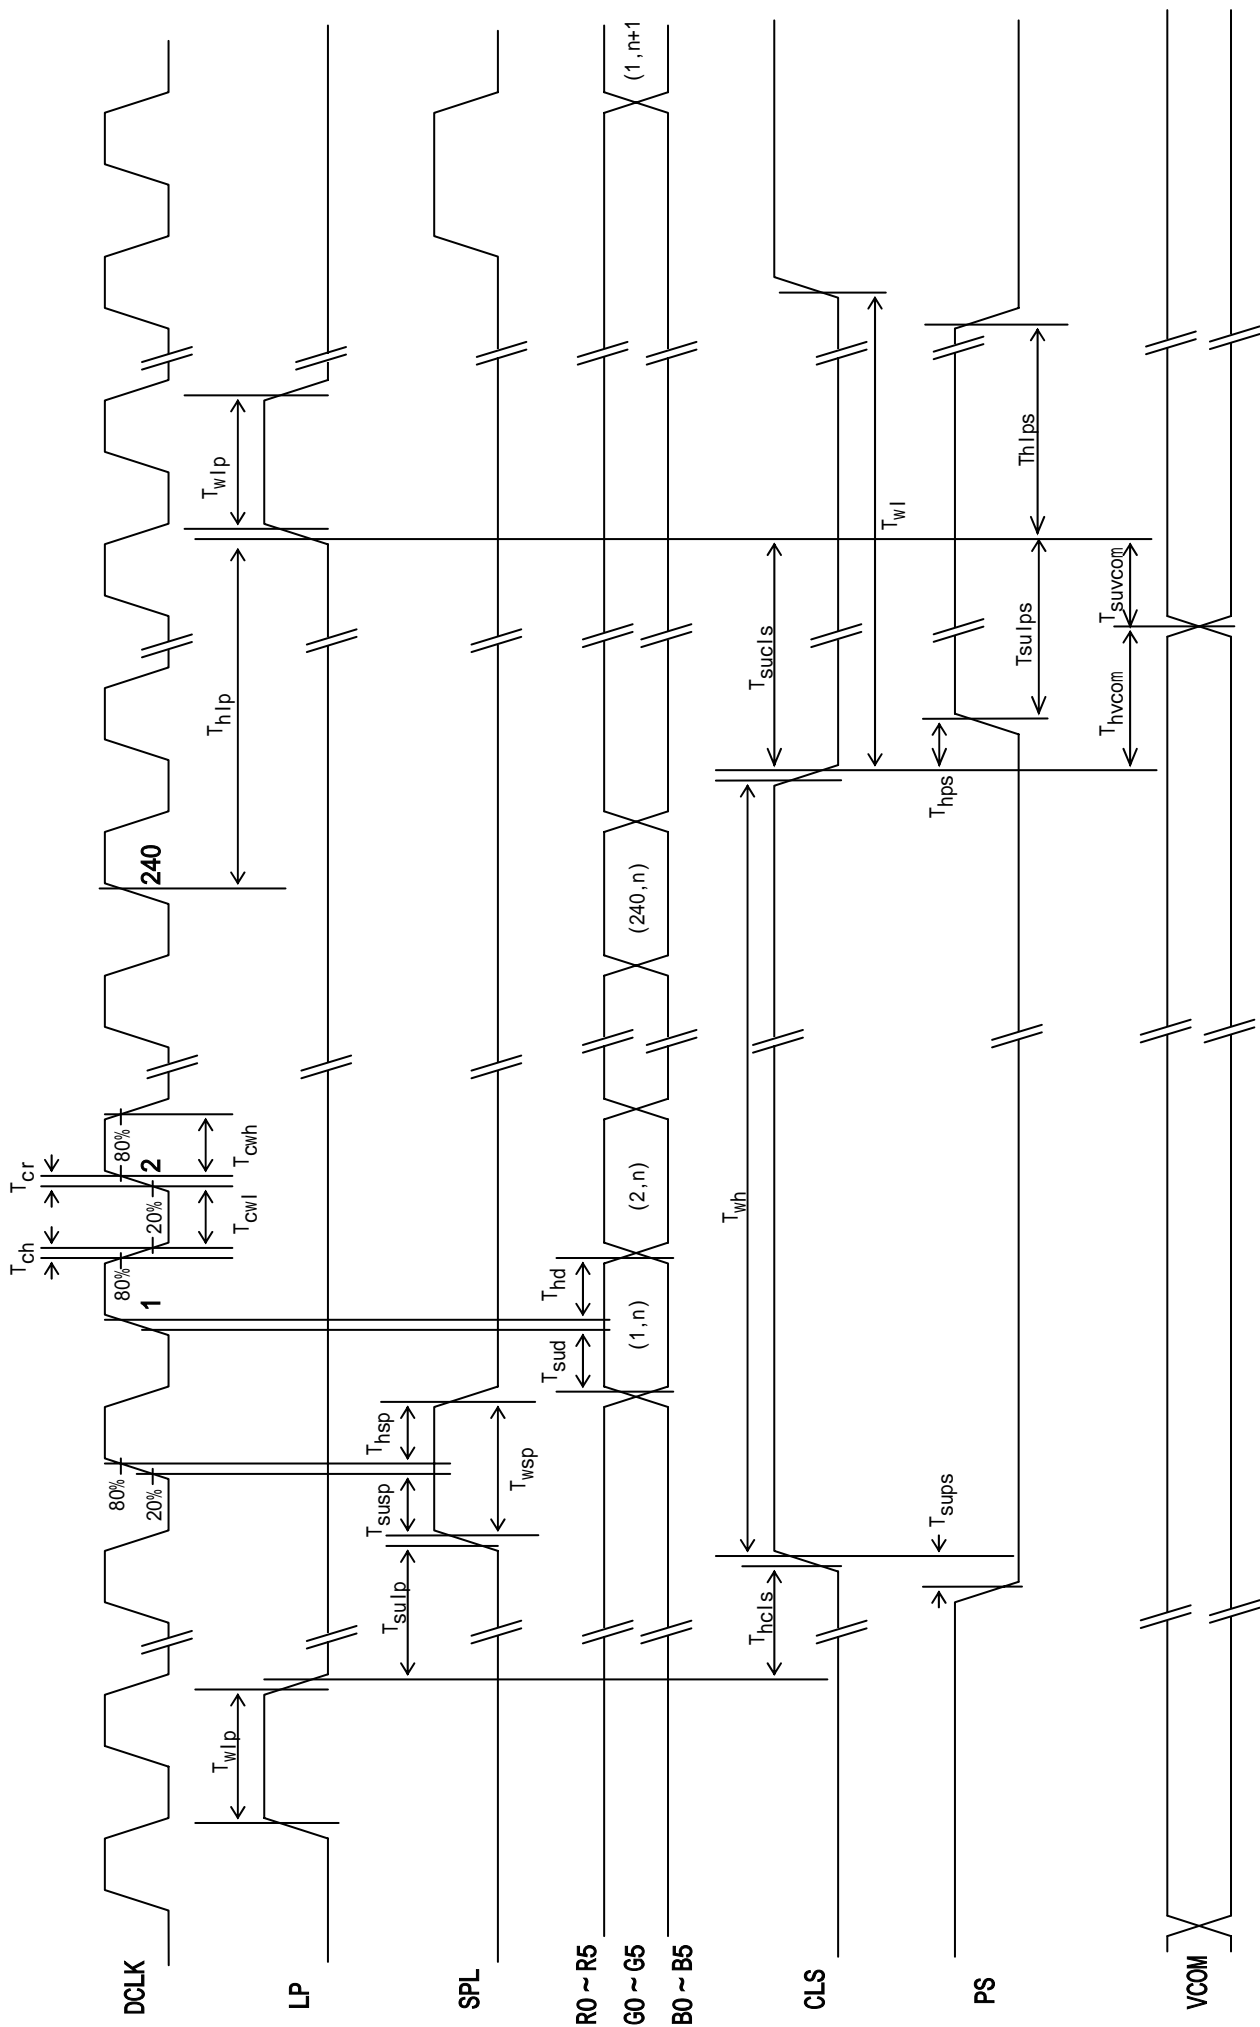 DCLK
Tch
Tcr
80%
20%
80%
1
20%
80%
2
240
Tcwl
Tcwh
LP
Twlp
Thlp
Twlp
SPL
Tsulp
Tsusp
Thsp
Twsp
R0 ~ R5
G0 ~ G5
B0 ~ B5
Tsud
Thd
(1,n)
(2,n)
(240,n)
(1,n+1
CLS
Thcls
Twh
Tsucls
Twl
PS
Tsups
Thps
Tsulps
Thlps
VCOM
Thvcom
Tsuvcom